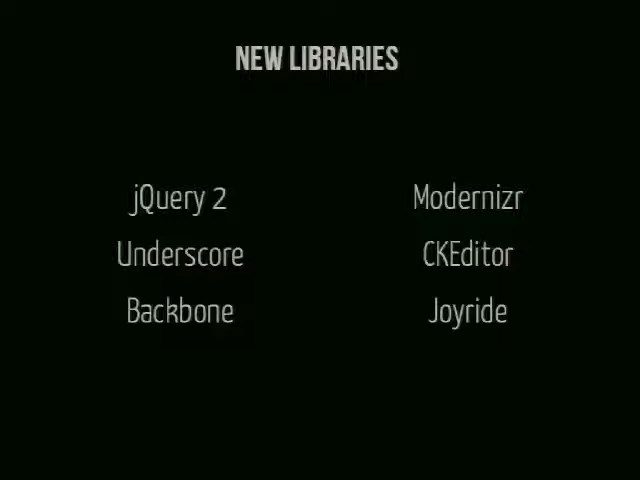 NEW LIBRARIES
jQuery 2
Underscore
Backbone
Modernizr
CKEditor
Joyride